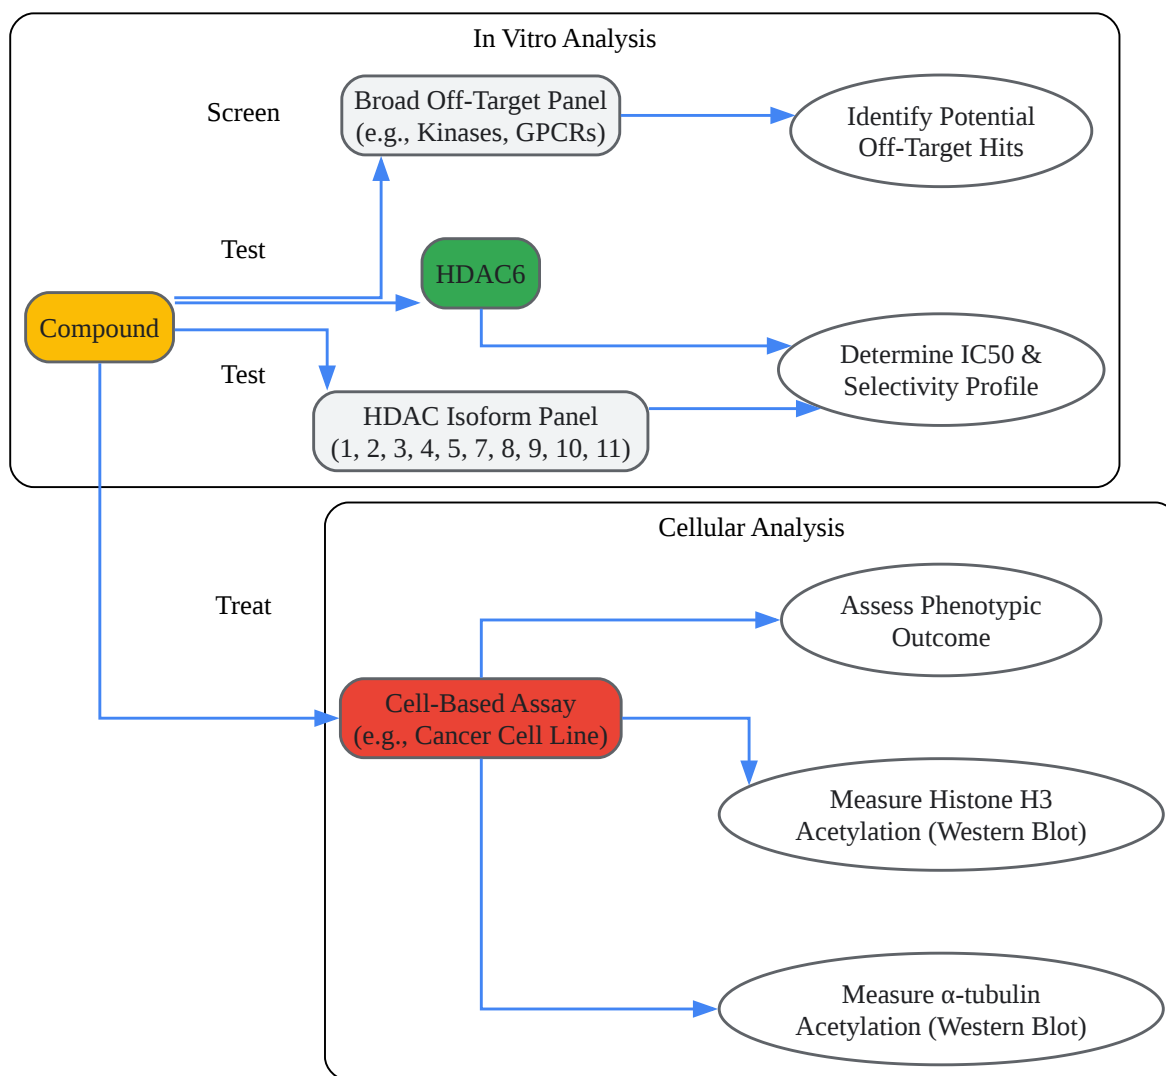 In Vitro Analysis
Screen
Broad Off-Target Panel
(e.g., Kinases, GPCRs)
Identify Potential
Off-Target Hits
Test
HDAC6
Compound
Determine IC50 &
Selectivity Profile
Test
HDAC Isoform Panel
(1, 2, 3, 4, 5, 7, 8, 9, 10, 11)
Cellular Analysis
Treat
Assess Phenotypic
Outcome
Cell-Based Assay
(e.g., Cancer Cell Line)
Measure Histone H3
Acetylation (Western Blot)
Measure α-tubulin
Acetylation (Western Blot)